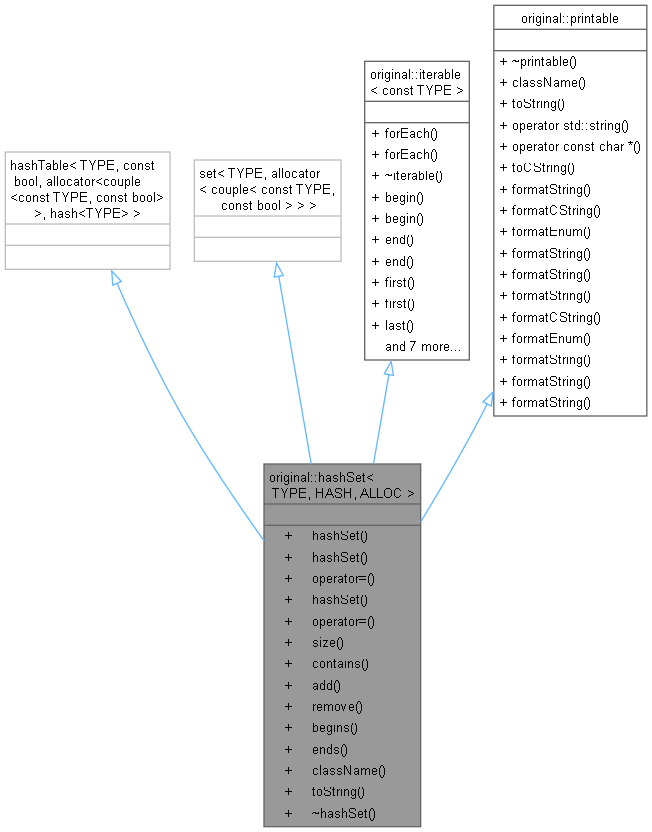 original::printable
+ ~printable()
+ className()
+ toString()
+ operator std::string()
+ operator const char *()
+ toCString()
+ formatString()
+ formatCString()
+ formatEnum()
+ formatString()
+ formatString()
+ formatString()
+ formatCString()
+ formatEnum()
+ formatString()
+ formatString()
+ formatString()
original::iterable
< const TYPE >
+ forEach()
+ forEach()
+ ~iterable()
+ begin()
+ begin()
+ end()
+ end()
+ first()
+ first()
+ last()
and 7 more...
hashTable< TYPE, const
bool, allocator<couple
<const TYPE, const bool>
>, hash<TYPE> >
set< TYPE, allocator
< couple< const TYPE,
const bool > > >
original::hashSet<
TYPE, HASH, ALLOC >
+ hashSet()
+ hashSet()
+ operator=()
+ hashSet()
+ operator=()
+ size()
+ contains()
+ add()
+ remove()
+ begins()
+ ends()
+ className()
+ toString()
+ ~hashSet()